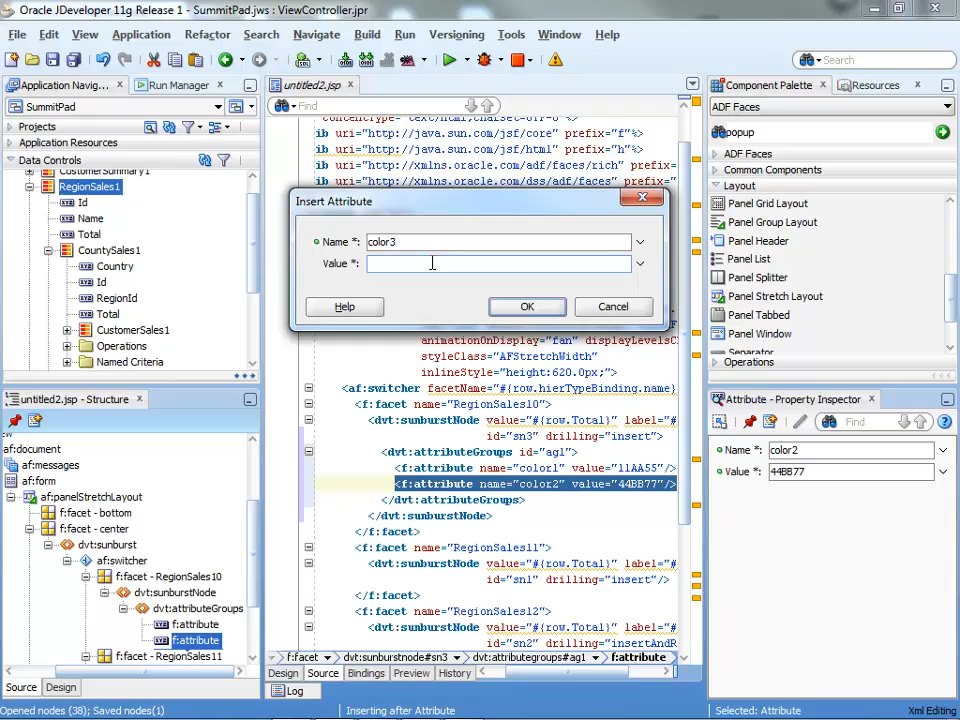 Oracle JDeveloper 11g Release 1 - SummitPad.jws : ViewController.jpr
File Edit View Application Refactor Search Navigate Build Run Versioning Tools Window Help
Search
Application Navig...
Run Manager
SummitPad
Projects
Application Resources
Data Controls
CustomerSummary1
RegionSales1
Id
Name
Total
CountySales1
Country
Id
RegionId
Total
CustomerSales1
Operations
Named Criteria
untitled2.jsp - Structure
af:document
af:messages
af:form
af:panelStretchLayout
f:facet - bottom
f:facet - center
dvt:sunburst
af:switcher
f:facet - RegionSales10
dvt:sunburstNode
dvt:attributeGroups
f:attribute
f:attribute
f:facet - RegionSales11
Source Design
Opened nodes (38); Saved nodes(1)
untitled2.jsp
Find
ib uri="http://java.sun.com/jsf/core" prefix="f"%>
ib uri="http://java.sun.com/jsf/html" prefix="h"%>
ib uri="http://xmlns.oracle.com/adf/faces/rich" prefix=
ib uri="http://xmlns.oracle.com/dss/adf/faces" prefix=
Insert Attribute
Name *: color3
Value *:
Help OK Cancel
animationOnDisplay="fan" displayLevelsC
styleClass="AFStretchWidth"
inlineStyle="height:620.0px;">
<af:switcher facetName="#{row.hierTypeBinding.name}
<f:facet name="RegionSales10">
<dvt:sunburstNode value="#{row.Total}" label="#
id="sn3" drilling="insert">
<dvt:attributeGroups id="ag1">
<f:attribute name="color1" value="11AA55"/>
<f:attribute name="color2" value="44BB77"/>
</dvt:attributeGroups>
</dvt:sunburstNode>
</f:facet>
<f:facet name="RegionSales11">
<dvt:sunburstNode value="#{row.Total}" label="#
id="sn1" drilling="insert"/>
</f:facet>
<f:facet name="RegionSales12">
<dvt:sunburstNode value="#{row.Total}" label="#
id="sn2" drilling="insertAndR
f:facet dvt:sunburstnode#sn3 dvt:attributegroups#ag1 f:attribute
Design Source Bindings Preview History
Log
Inserting after Attribute
Component Palette
Resources
ADF Faces
popup
ADF Faces
Common Components
Layout
Panel Grid Layout
Panel Group Layout
Panel Header
Panel List
Panel Splitter
Panel Stretch Layout
Panel Tabbed
Panel Window
Separator
Operations
Attribute - Property Inspector
Find
Name *: color2
Value *: 44BB77
Selected: Attribute
Xml Editing